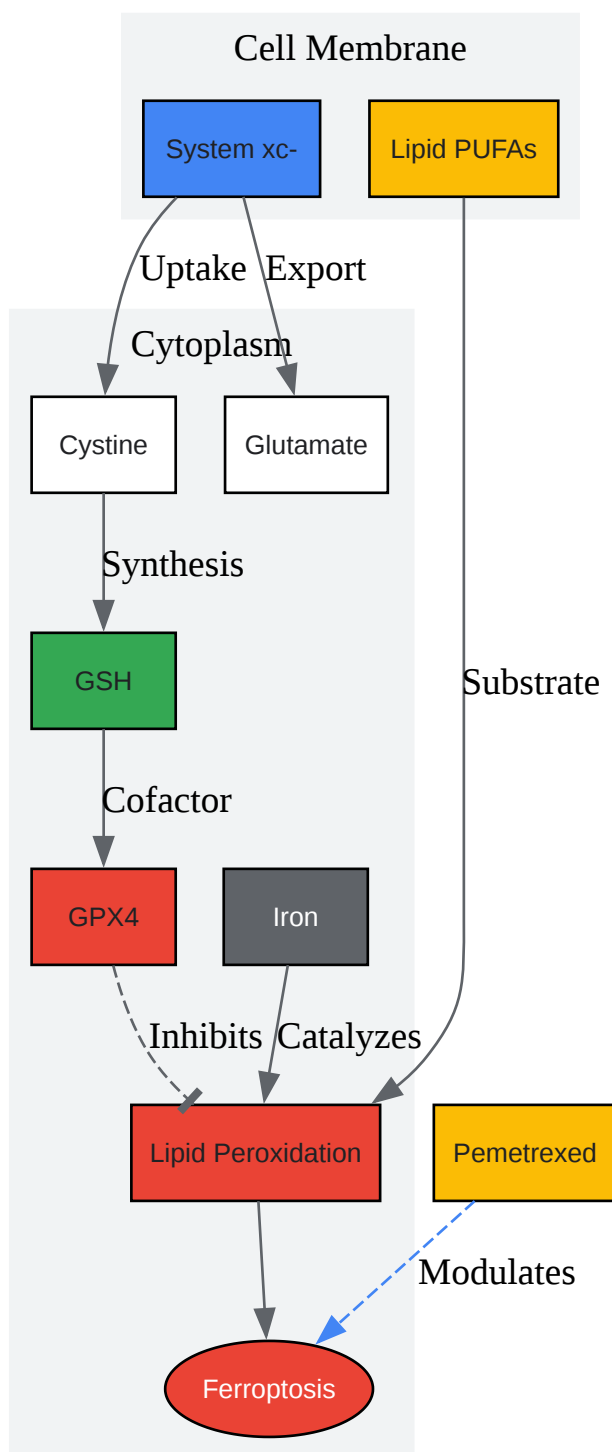 Cell Membrane
System xc-
Lipid PUFAs
Uptake
Export
Cytoplasm
Cystine
Glutamate
Synthesis
GSH
Substrate
Cofactor
GPX4
Iron
Inhibits
Catalyzes
Lipid Peroxidation
Pemetrexed
Modulates
Ferroptosis